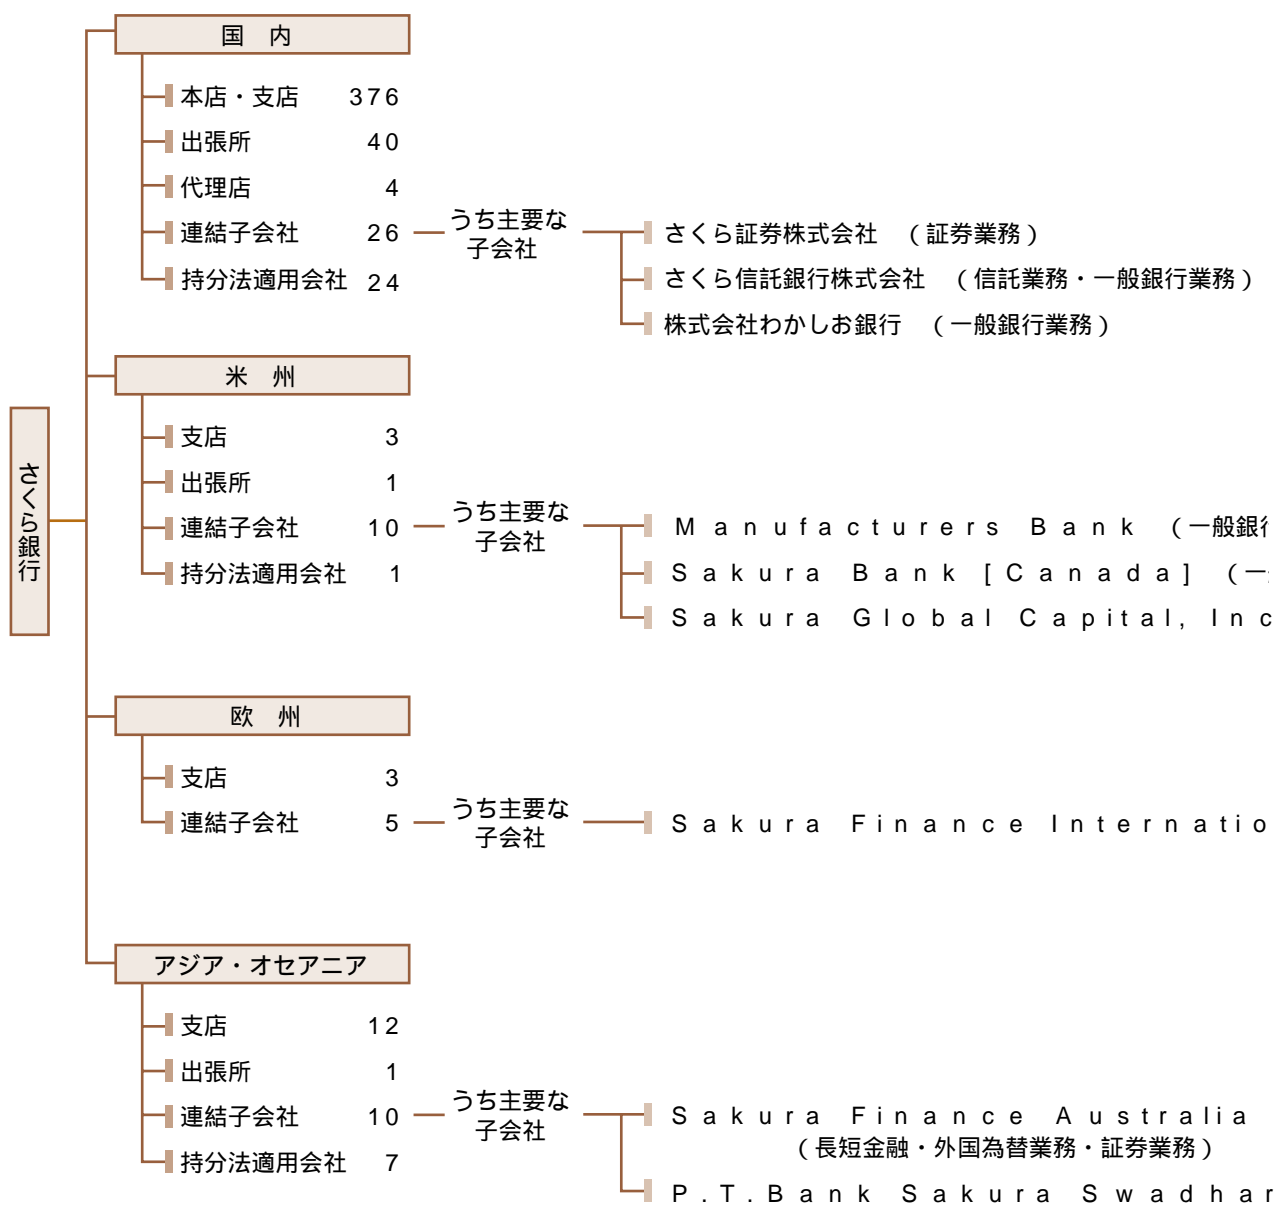 さくら銀行
国 内
本店・支店 376
出張所 40
代理店 4
連結子会社 26
持分法適用会社 24
うち主要な
子会社
さくら証券株式会社 （証券業務）
さくら信託銀行株式会社 （信託業務・一般銀行業務）
株式会社わかしお銀行 （一般銀行業務）
米 州
支店 3
出張所 1
連結子会社 10
持分法適用会社 1
うち主要な
子会社
Manufacturers Bank （一般銀
Sakura Bank [Canada] （一
Sakura Global Capital, Inc
欧 州
支店 3
連結子会社 5
うち主要な
子会社
Sakura Finance Internatio
アジア・オセアニア
支店 12
出張所 1
連結子会社 10
持分法適用会社 7
うち主要な
子会社
Sakura Finance Australia
（長短金融・外国為替業務・証券業務）
P.T.Bank Sakura Swadhar